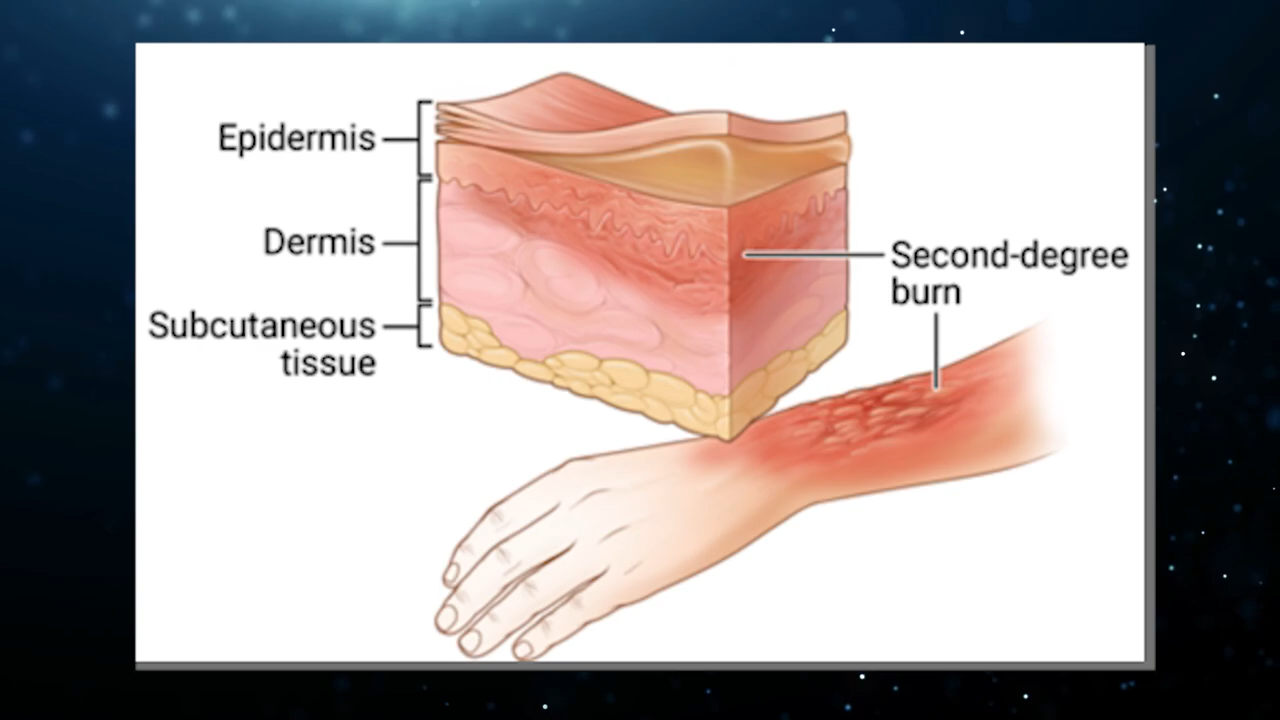 Epidermis
Dermis
Subcutaneous
tissue
Second-degree
burn